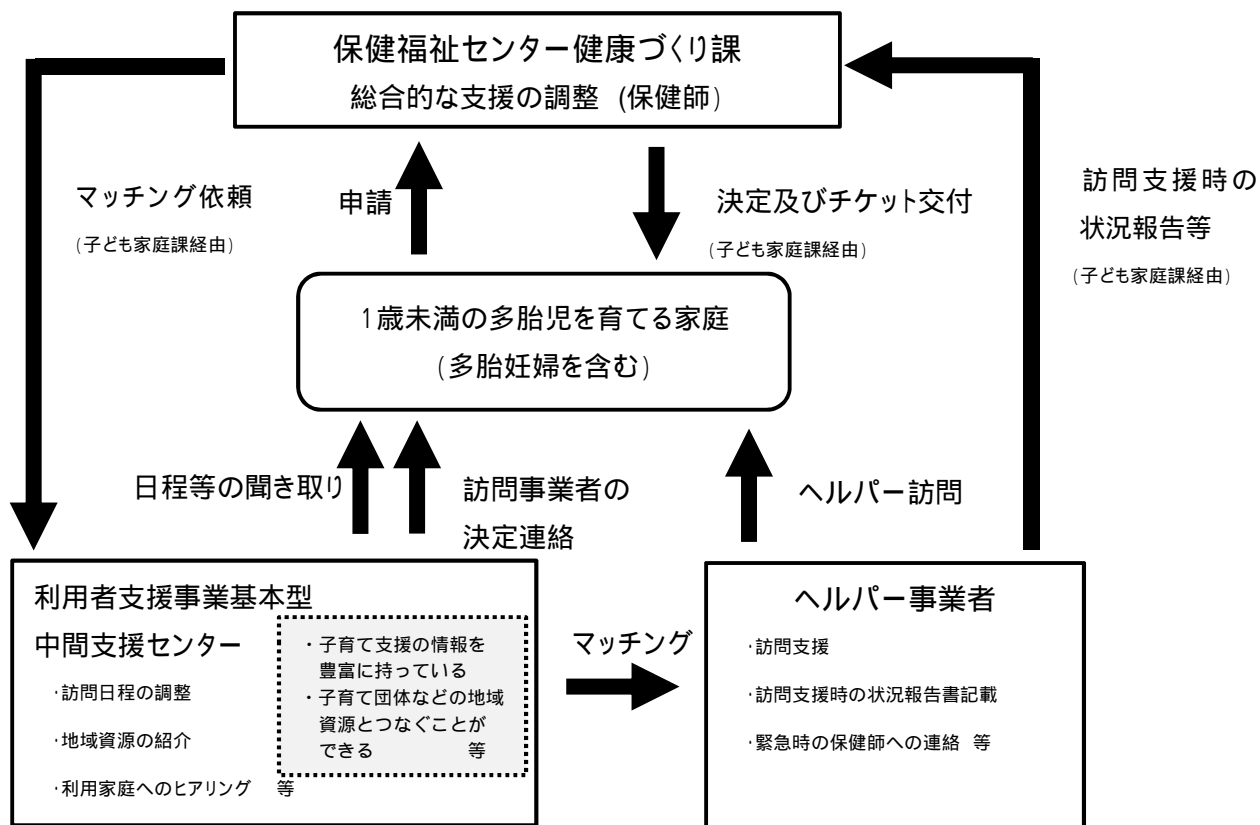 保健福祉センター健康づくり課
総合的な支援の調整 (保健師)
マッチング依頼
(子ども家庭課経由)
申請
決定及びチケット交付
(子ども家庭課経由)
訪問支援時の
状況報告等
(子ども家庭課経由)
1歳未満の多胎児を育てる家庭
(多胎妊婦を含む)
日程等の聞き取り
訪問事業者の
決定連絡
ヘルパー訪問
利用者支援事業基本型
中間支援センター
・訪問日程の調整
・地域資源の紹介
・利用家庭へのヒアリング 等
・子育て支援の情報を
豊富に持っている
・子育て団体などの地域
資源とつなぐことが
できる 等
マッチング
ヘルパー事業者
・訪問支援
・訪問支援時の状況報告書記載
・緊急時の保健師への連絡 等